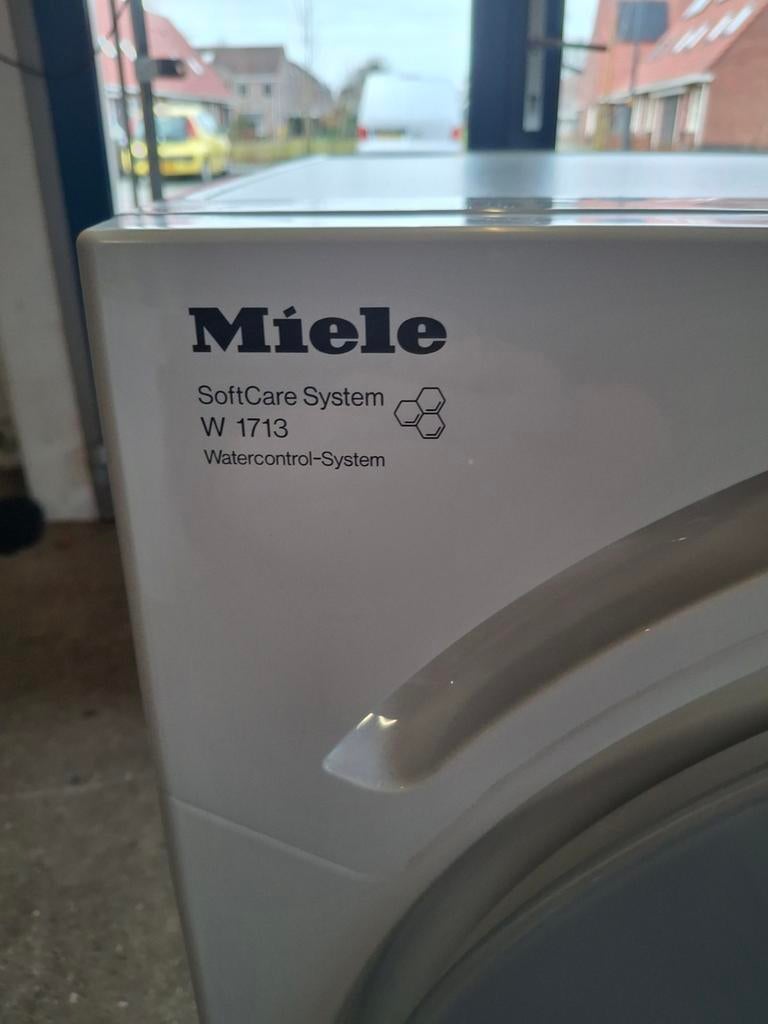 Miele
SoftCare System
W 1713
Watercontrol-System